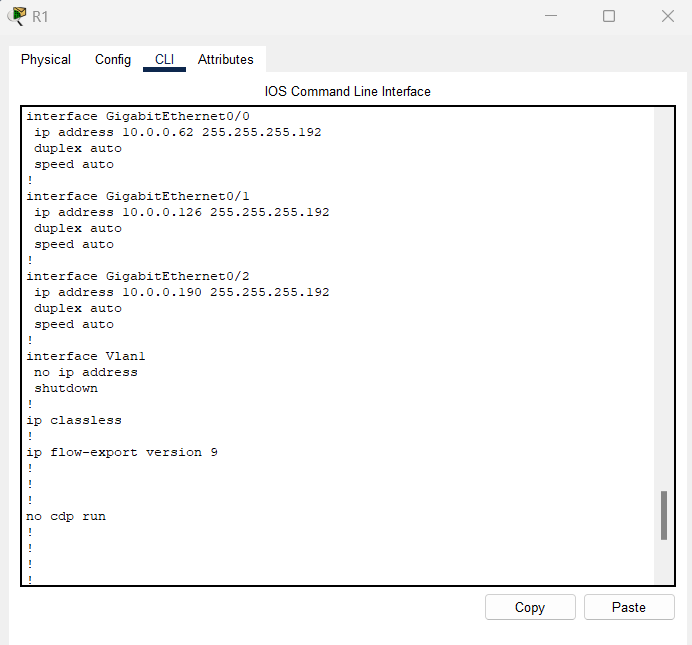 R1
Physical Config CLI Attributes
IOS Command Line Interface
interface GigabitEthernet0/0
ip address 10.0.0.62 255.255.255.192
duplex auto
speed auto
!
interface GigabitEthernet0/1
ip address 10.0.0.126 255.255.255.192
duplex auto
speed auto
!
interface GigabitEthernet0/2
ip address 10.0.0.190 255.255.255.192
duplex auto
speed auto
!
interface Vlan1
no ip address
shutdown
!
ip classless
!
ip flow-export version 9
!
!
!
no cdp run
!
!
!
!
Copy Paste